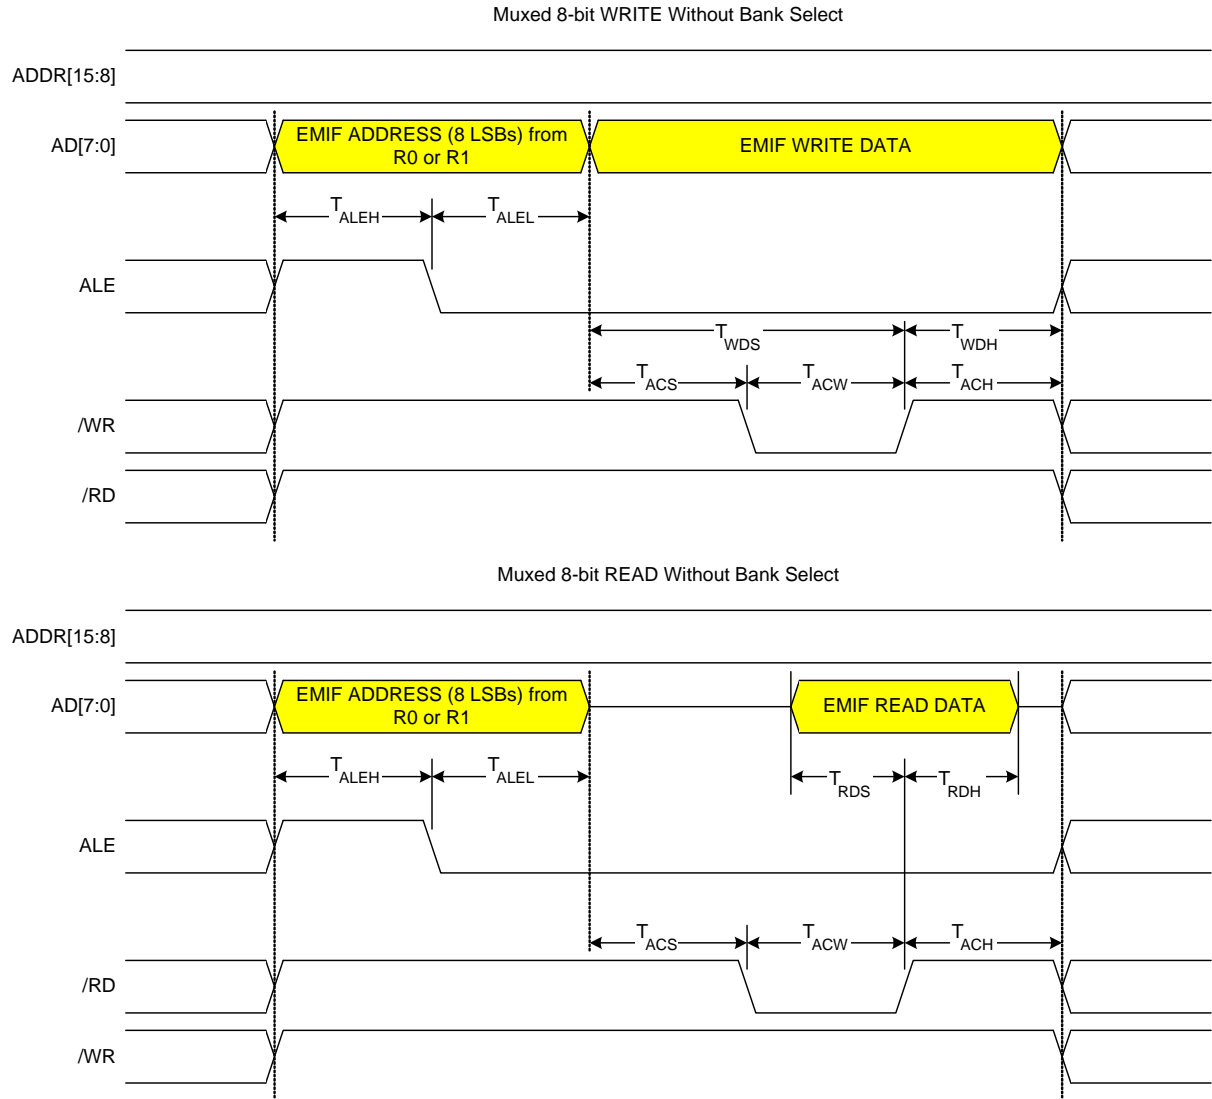 Muxed 8-bit WRITE Without Bank Select
ADDR[15:8]
AD[7:0]
EMIF ADDRESS (8 LSBs) from
R0 or R1
EMIF WRITE DATA
TALEH
TALEL
ALE
TWDS
TWDH
TACS
TACW
TACH
/WR
/RD
Muxed 8-bit READ Without Bank Select
ADDR[15:8]
AD[7:0]
EMIF ADDRESS (8 LSBs) from
R0 or R1
EMIF READ DATA
TALEH
TALEL
TRDS
TRDH
ALE
TACS
TACW
TACH
/RD
/WR